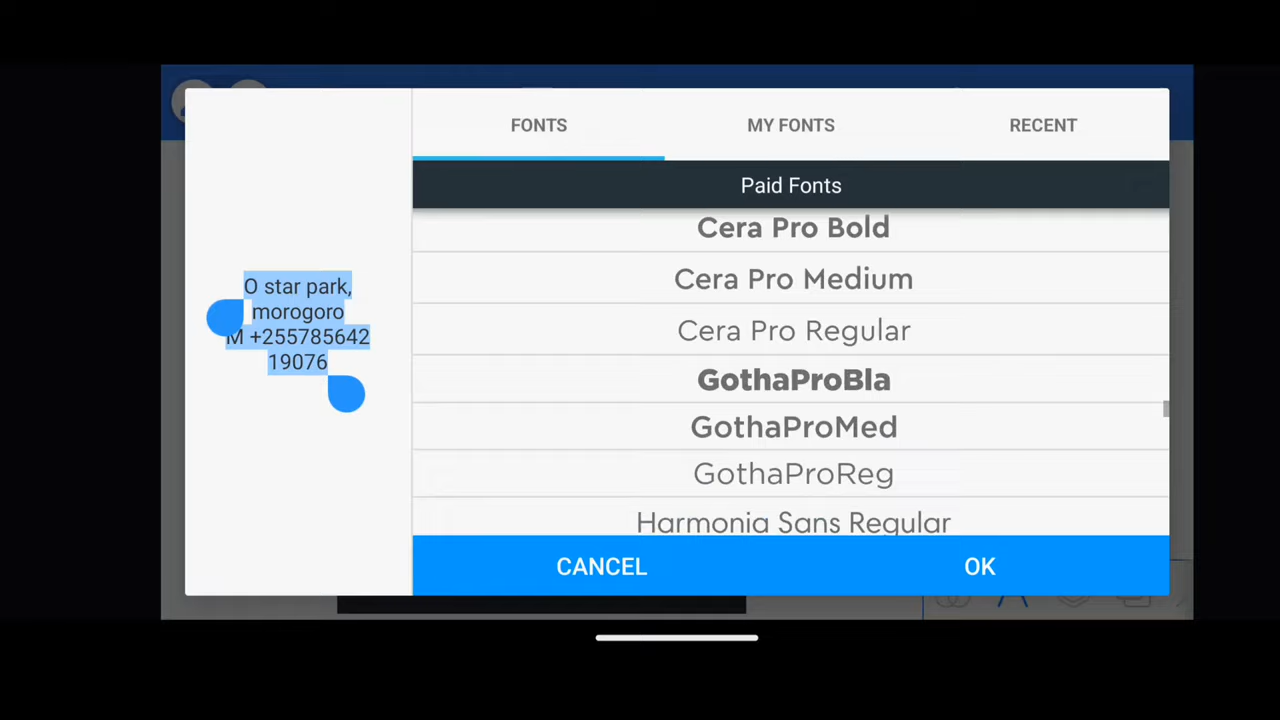 FONTS
MY FONTS
RECENT
Paid Fonts
O star park,
morogoro
M +255785642
19076
Cera Pro Bold
Cera Pro Medium
Cera Pro Regular
GothaProBla
GothaProMed
GothaProReg
Harmonia Sans Regular
CANCEL
OK